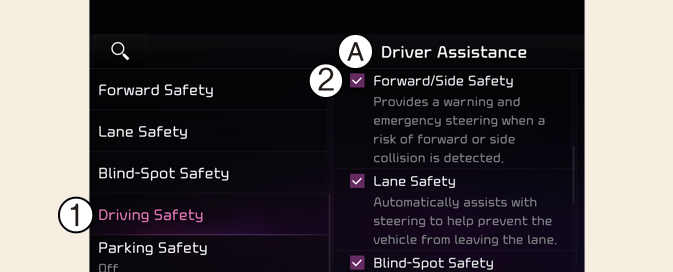 A Driver Assistance
Forward Safety
Lane Safety
Blind-Spot Safety
1 Driving Safety
Parking Safety
Off
2 Forward/Side Safety
Provides a warning and
emergency steering when a
risk of forward or side
collision is detected.
Lane Safety
Automatically assists with
steering to help prevent the
vehicle from leaving the lane.
Blind-Spot Safety